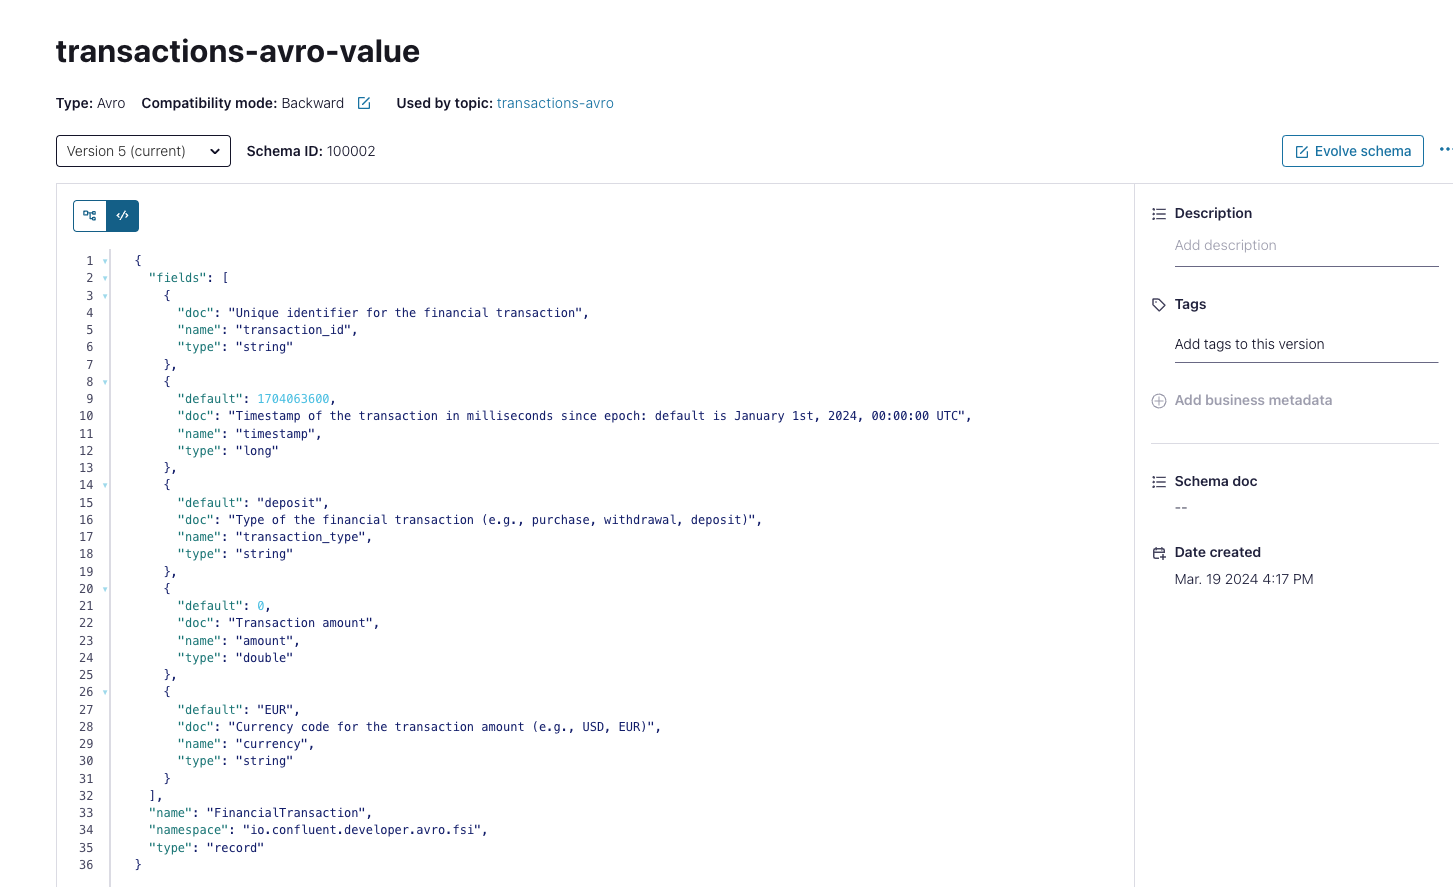 transactions-avro-value
Type: Avro Compatibility mode: Backward Used by topic: transactions-avro
Version 5 (current) Schema ID: 100002 Evolve schema
Description
Add description
Tags
Add tags to this version
Add business metadata
Schema doc
--
Date created
Mar. 19 2024 4:17 PM
1 {
2 "fields": [
3 {
4 "doc": "Unique identifier for the financial transaction",
5 "name": "transaction_id",
6 "type": "string"
7 },
8 {
9 "default": 1704063600,
10 "doc": "Timestamp of the transaction in milliseconds since epoch: default is January 1st, 2024, 00:00:00 UTC",
11 "name": "timestamp",
12 "type": "long"
13 },
14 {
15 "default": "deposit",
16 "doc": "Type of the financial transaction (e.g., purchase, withdrawal, deposit)",
17 "name": "transaction_type",
18 "type": "string"
19 },
20 {
21 "default": 0,
22 "doc": "Transaction amount",
23 "name": "amount",
24 "type": "double"
25 },
26 {
27 "default": "EUR",
28 "doc": "Currency code for the transaction amount (e.g., USD, EUR)",
29 "name": "currency",
30 "type": "string"
31 }
32 ],
33 "name": "FinancialTransaction",
34 "namespace": "io.confluent.developer.avro.fsi",
35 "type": "record"
36 }